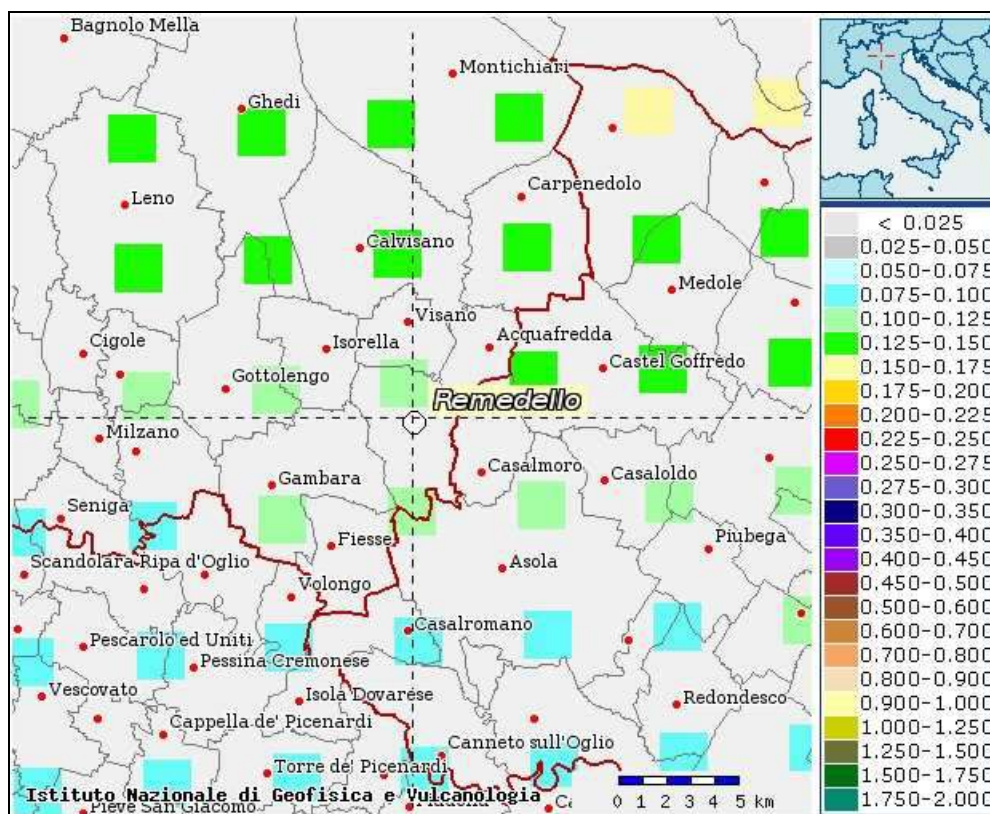 Bagnolo Mella
Montichiari
Ghedi
Carpenedolo
Leno
Calvisano
Medole
Visano
Acquafredda
Cigole
Isorella
Castel Goffredo
Gottolengo
Remedello
Milzano
Casalmoro
Casaloldo
Gambara
Seniga
Fiesse
Piubega
Asola
Scandolara Ripa d'Oglio
Volongo
Casalromano
Pescarolo ed Uniti
Pessina Cremonese
Vescovato
Isola Dovarese
Redondesco
Cappella de' Picenardi
Canneto sull'Oglio
Torre de' Picenardi
Istituto Nazionale di Geofisica e Vulcanologia
Pieve San Giacomo
0 1 2 3 4 5 km
< 0.025
0.025-0.050
0.050-0.075
0.075-0.100
0.100-0.125
0.125-0.150
0.150-0.175
0.175-0.200
0.200-0.225
0.225-0.250
0.250-0.275
0.275-0.300
0.300-0.350
0.350-0.400
0.400-0.450
0.450-0.500
0.500-0.600
0.600-0.700
0.700-0.800
0.800-0.900
0.900-1.000
1.000-1.250
1.250-1.500
1.500-1.750
1.750-2.000